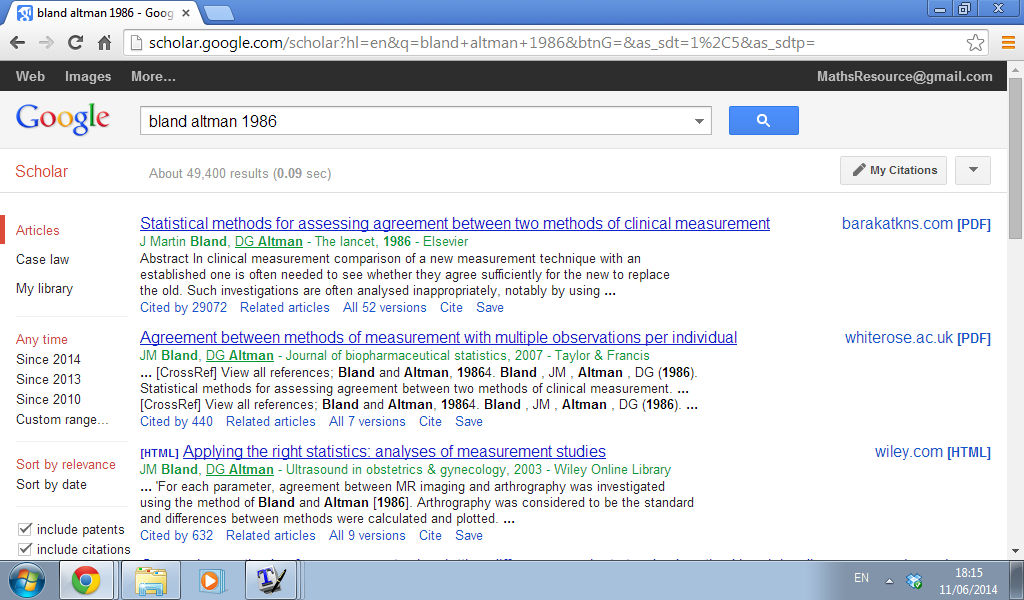 bland altman 1986 - Goog
scholar.google.com/scholar?hl=en&q=bland+altman+1986&btnG=&as_sdt=1%2C5&as_sdtp=
Web Images More... MathsResource@gmail.com
Google bland altman 1986
Scholar About 49,400 results (0.09 sec) My Citations
Articles
Case law
My library
Any time
Since 2014
Since 2013
Since 2010
Custom range...
Sort by relevance
Sort by date
include patents
include citations
Statistical methods for assessing agreement between two methods of clinical measurement barakatkns.com [PDF]
J Martin Bland, DG Altman - The lancet, 1986 - Elsevier
Abstract In clinical measurement comparison of a new measurement technique with an
established one is often needed to see whether they agree sufficiently for the new to replace
the old. Such investigations are often analysed inappropriately, notably by using ...
Cited by 29072 Related articles All 52 versions Cite Save
Agreement between methods of measurement with multiple observations per individual whiterose.ac.uk [PDF]
JM Bland, DG Altman - Journal of biopharmaceutical statistics, 2007 - Taylor & Francis
... [CrossRef] View all references; Bland and Altman, 19864. Bland , JM , Altman , DG (1986).
Statistical methods for assessing agreement between two methods of clinical measurement. ...
[CrossRef] View all references; Bland and Altman, 19864. Bland , JM , Altman , DG (1986). ...
Cited by 440 Related articles All 7 versions Cite Save
[HTML] Applying the right statistics: analyses of measurement studies wiley.com [HTML]
JM Bland, DG Altman - Ultrasound in obstetrics & gynecology, 2003 - Wiley Online Library
... 'For each parameter, agreement between MR imaging and arthrography was investigated
using the method of Bland and Altman [1986]. Arthrography was considered to be the standard
and differences between methods were calculated and plotted. ...
Cited by 632 Related articles All 9 versions Cite Save
EN 18:15
11/06/2014